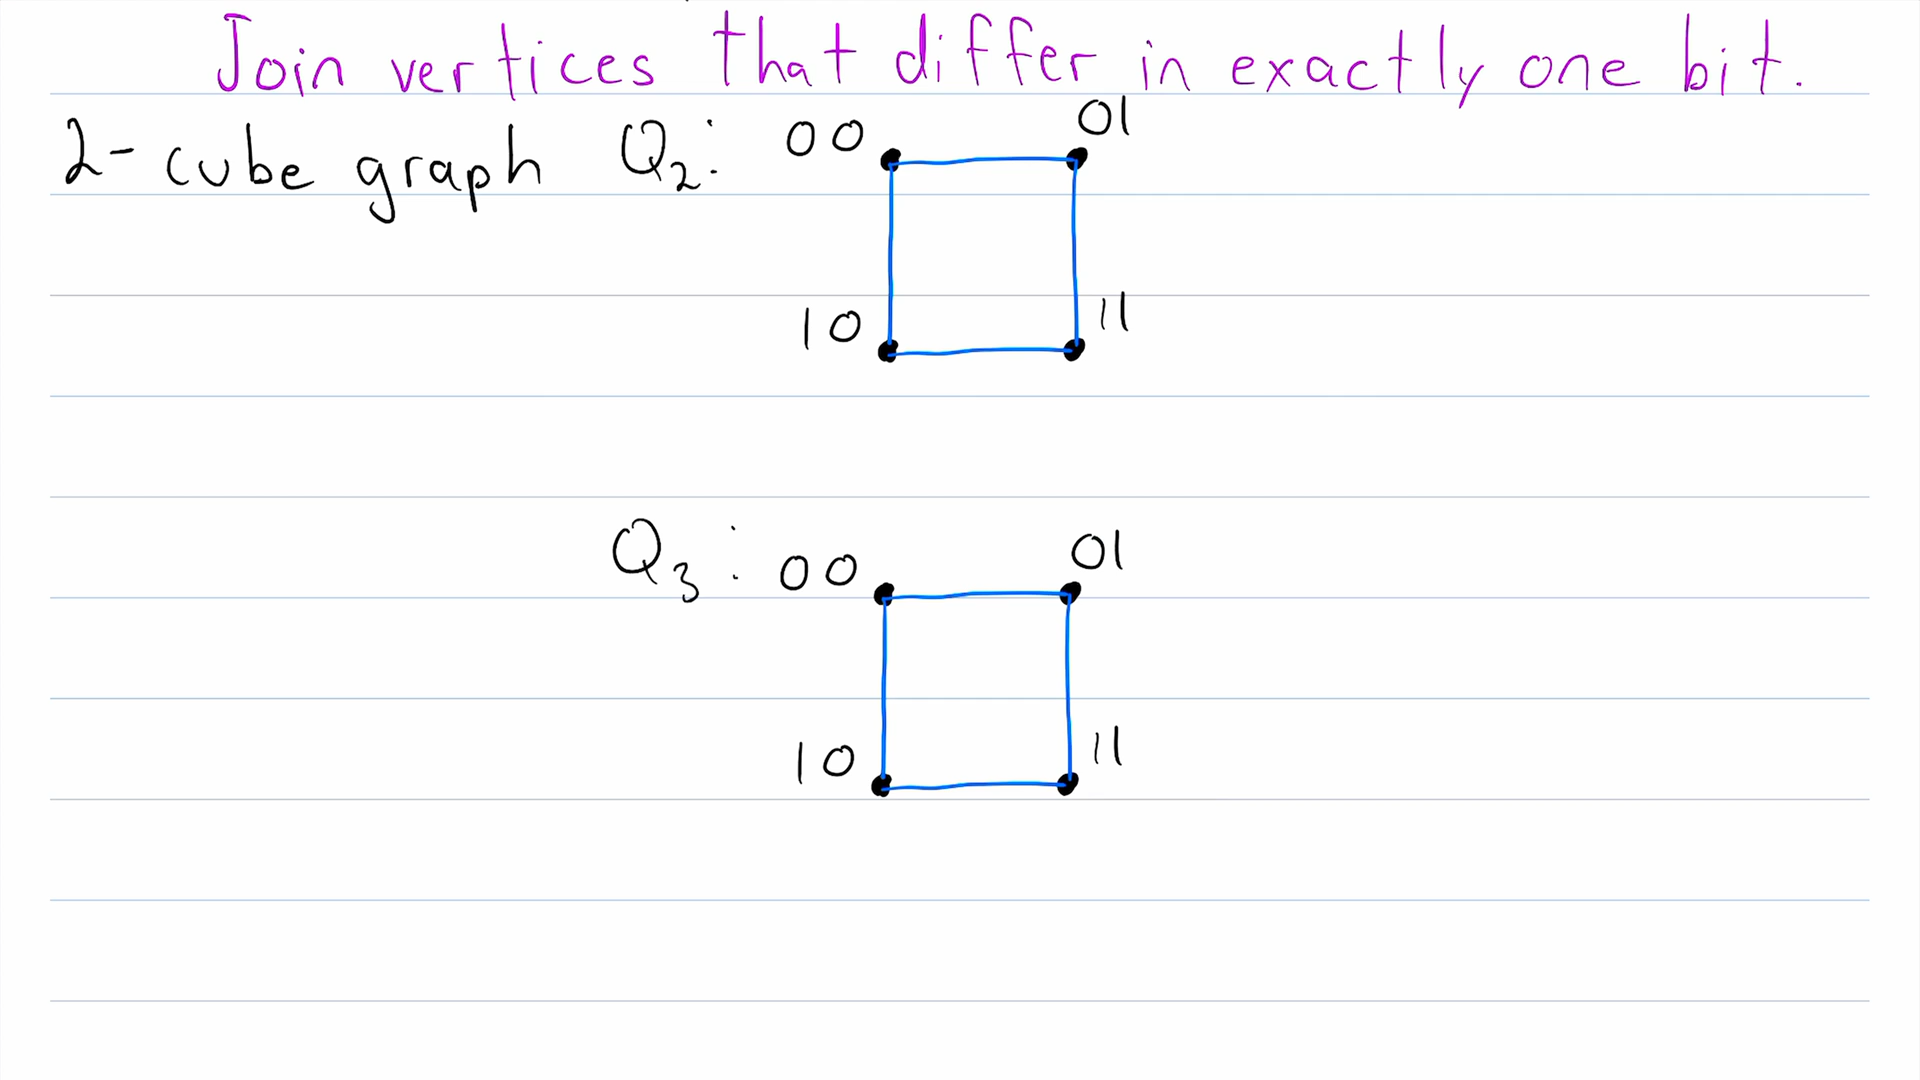 Join vertices that differ in exactly one bit.
2-cube graph Q₂: 00 01
10 11
Q₃: 00 01
10 11